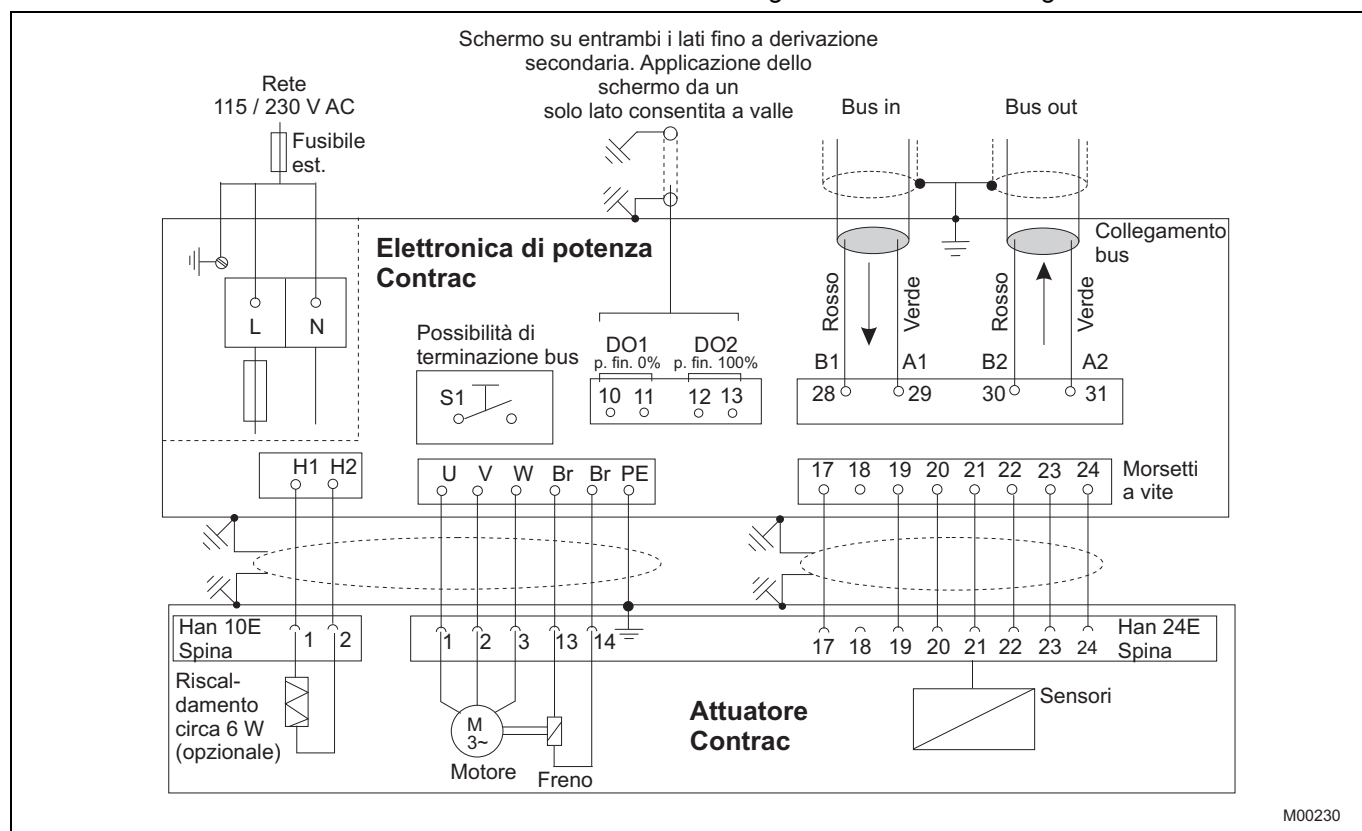 Schermo su entrambi i lati fino a derivazione
secondaria. Applicazione dello
schermo da un
solo lato consentita a valle
Rete
115 / 230 V AC
Fusibile
est.
Bus in
Bus out
Elettronica di potenza
Contrac
Collegamento
bus
L N
Possibilità di
terminazione bus
S1
DO1 DO2
p. fin. 0% p. fin. 100%
10 11 12 13
Rosso
Verde
Rosso
Verde
B1 A1 B2 A2
28 29 30 31
H1 H2
U V W Br Br PE
17 18 19 20 21 22 23 24
Morsetti
a vite
Han 10E
Spina
1 2
1 2 3 13 14
17 18 19 20 21 22 23 24
Han 24E
Spina
Riscal-
damento
circa 6 W
(opzionale)
M
3~
Motore
Freno
Attuatore
Contrac
Sensori
M00230